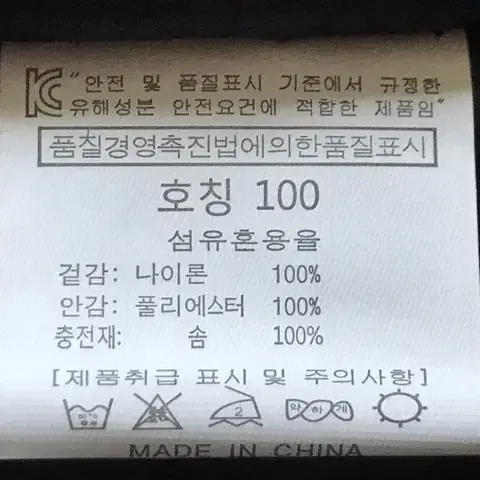 KC "안전 및 품질표시 기준에서 규정한
유해성분 안전요건에 적합한 제품임"
품질경영촉진법에의한품질표시
호칭 100
섬유혼용율
겉감: 나이론 100%
안감: 풀리에스터 100%
충전재: 솜 100%
[제품취급 표시 및 주의사항]
2 약하게
MADE IN CHINA